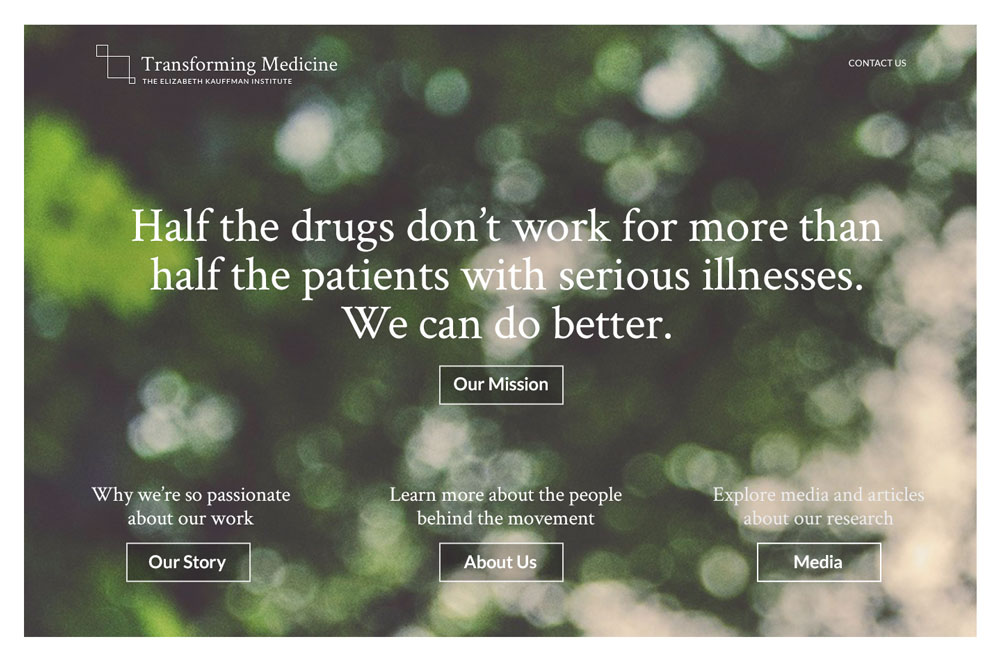 Transforming Medicine
THE ELIZABETH KAUFFMAN INSTITUTE
CONTACT US
Half the drugs don’t work for more than
half the patients with serious illnesses.
We can do better.
Our Mission
Why we’re so passionate
about our work
Our Story
Learn more about the people
behind the movement
About Us
Explore media and articles
about our research
Media